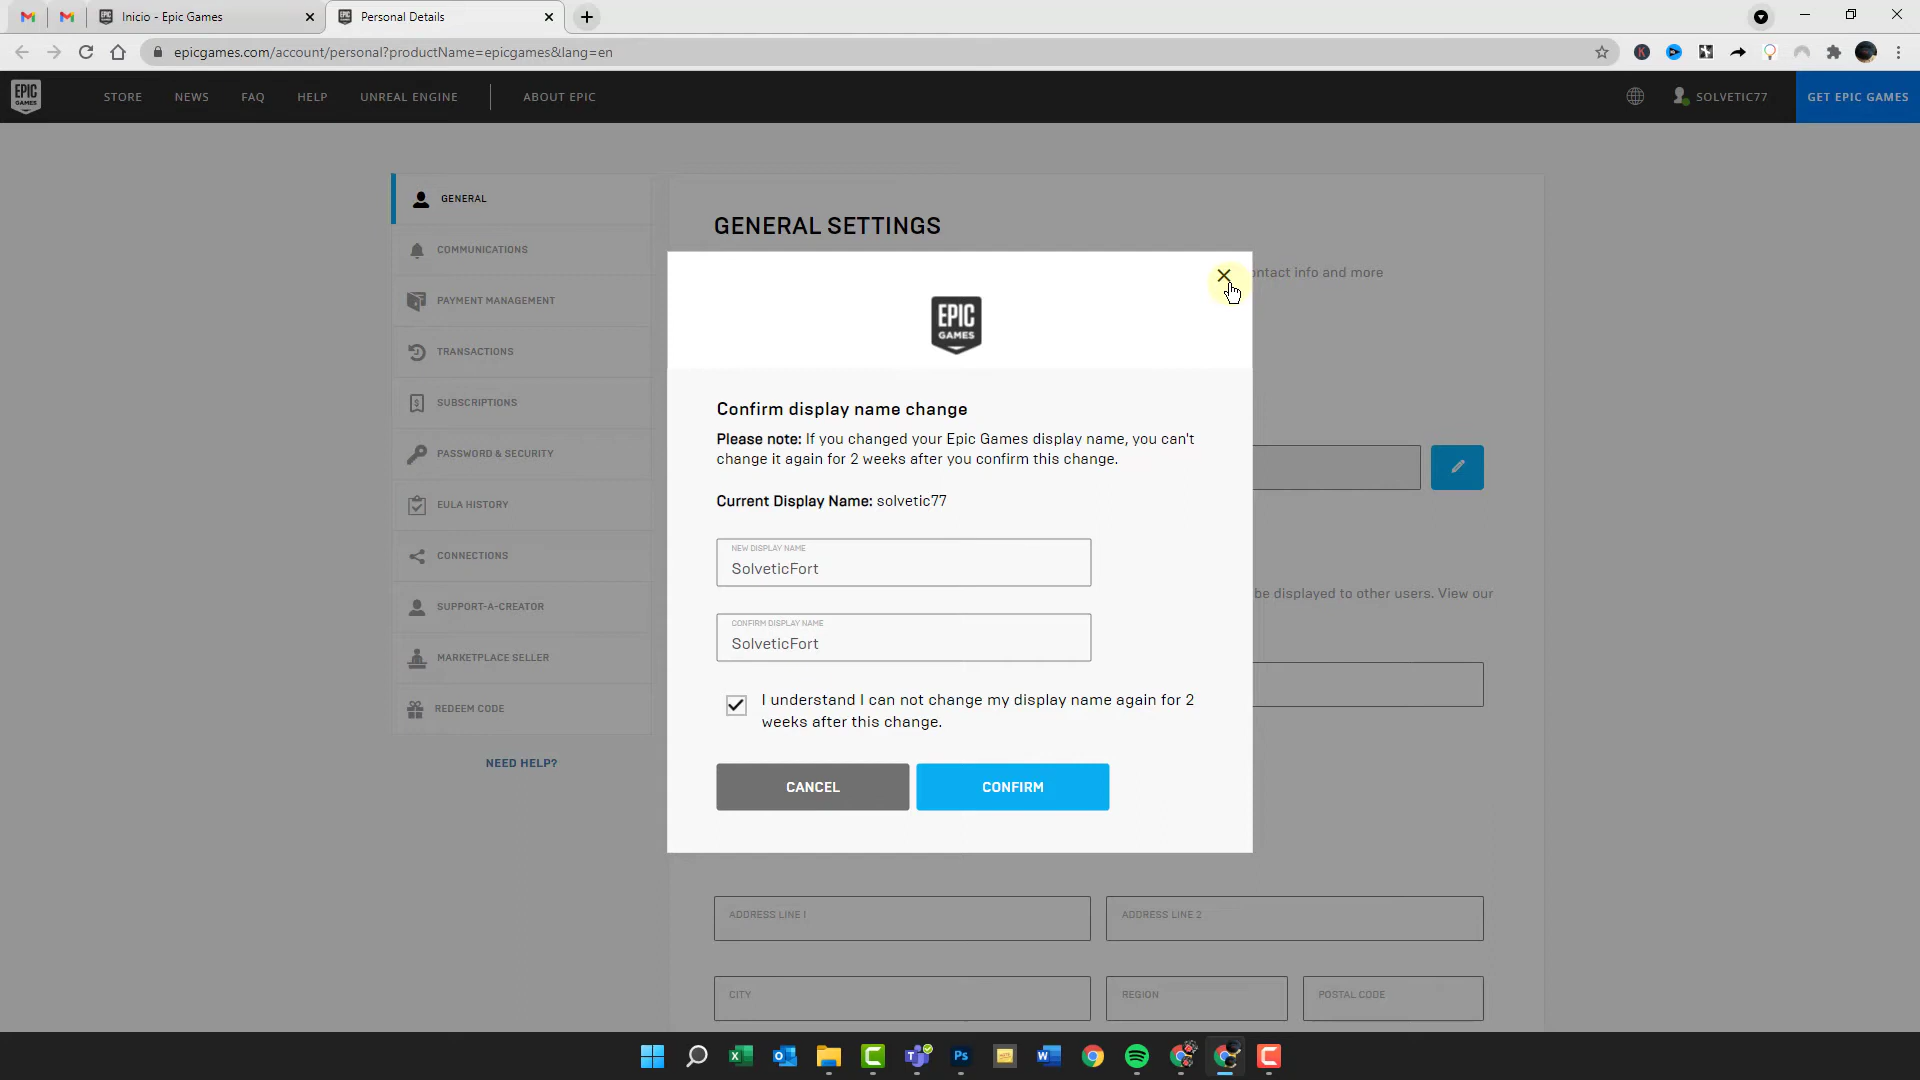 Inicio - Epic Games
Personal Details
epicgames.com/account/personal?productName=epicgames&lang=en
EPIC GAMES
STORE
NEWS
FAQ
HELP
UNREAL ENGINE
ABOUT EPIC
SOLVETIC77
GET EPIC GAMES
GENERAL
COMMUNICATIONS
PAYMENT MANAGEMENT
TRANSACTIONS
SUBSCRIPTIONS
PASSWORD & SECURITY
EULA HISTORY
CONNECTIONS
SUPPORT-A-CREATOR
MARKETPLACE SELLER
REDEEM CODE
NEED HELP?
GENERAL SETTINGS
ontact info and more
EPIC
GAMES
Confirm display name change
Please note: If you changed your Epic Games display name, you can't
change it again for 2 weeks after you confirm this change.
Current Display Name: solvetic77
NEW DISPLAY NAME
SolveticFort
CONFIRM DISPLAY NAME
SolveticFort
I understand I can not change my display name again for 2
weeks after this change.
CANCEL
CONFIRM
be displayed to other users. View our
ADDRESS LINE 1
ADDRESS LINE 2
CITY
REGION
POSTAL CODE